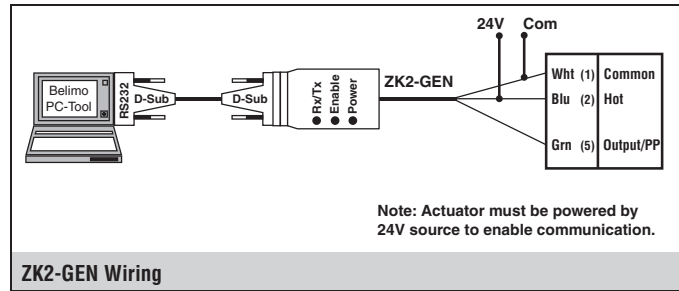 24V Com
Belimo
PC-Tool
RS232
D-Sub
D-Sub
Rx/Tx
Enable
Power
ZK2-GEN
Wht (1) Common
Blu (2) Hot
Grn (5) Output/PP
Note: Actuator must be powered by
24V source to enable communication.
ZK2-GEN Wiring